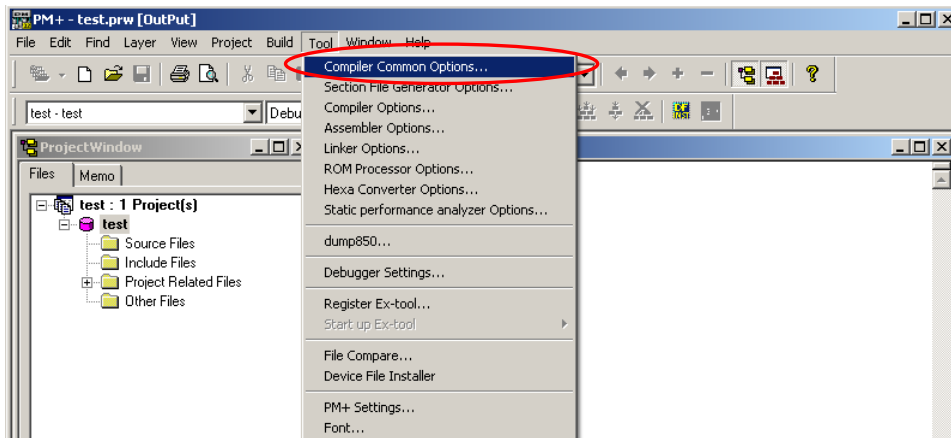 PM+ - test.prw [OutPut]
File Edit Find Layer View Project Build Tool Window Help
Compiler Common Options...
Section File Generator Options...
test - test
Debu
Compiler Options...
Assembler Options...
ProjectWindow
Linker Options...
Files Memo
ROM Processor Options...
Hexa Converter Options...
test : 1 Project(s)
Static performance analyzer Options...
test
Source Files
dump850...
Include Files
Debugger Settings...
Project Related Files
Other Files
Register Ex-tool...
Start up Ex-tool
File Compare...
Device File Installer
PM+ Settings...
Font...